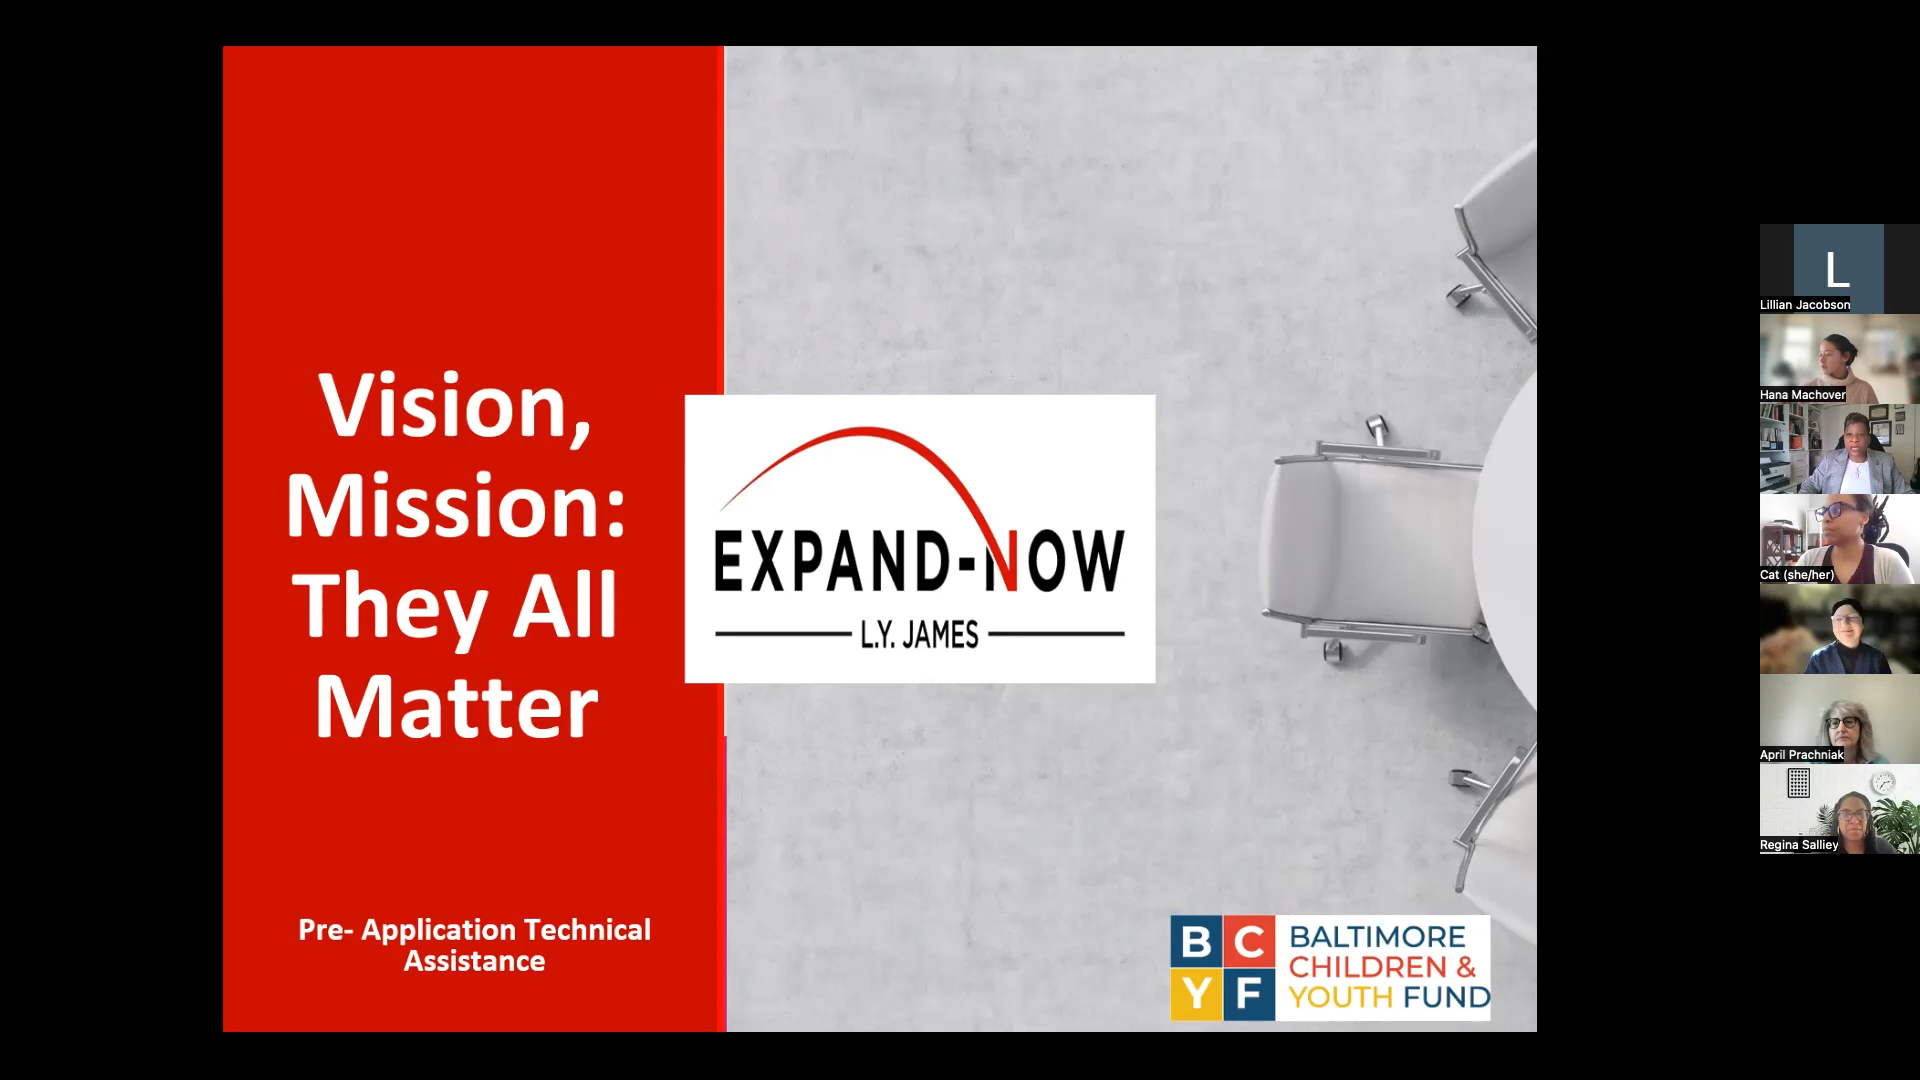 Vision,
Mission:
They All
Matter
Pre- Application Technical
Assistance
EXPAND-NOW
L.Y. JAMES
B C
Y F
BALTIMORE
CHILDREN &
YOUTH FUND
L
Lillian Jacobson
Hana Machover
Cat (she/her)
April Prachniak
Regina Salliey